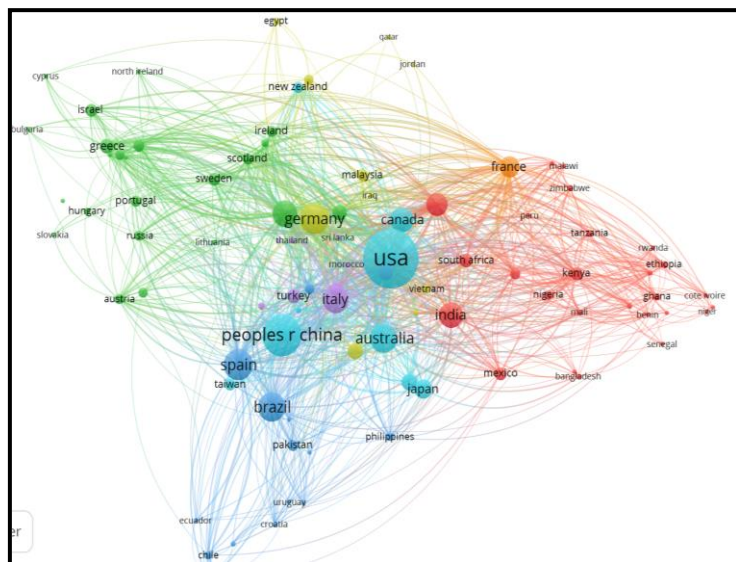 egypt
qatar
jordan
cyprus
north ireland
new zealand
israel
bulgaria
ireland
greece
scotland
france
malawi
sweden
malaysia
zimbabwe
iraq
portugal
hungary
germany
canada
peru
russia
slovakia
lithuania
thailand
sri lanka
tanzania
rwanda
usa
morocco
south africa
ethiopia
kenya
turkey
italy
vietnam
nigeria
ghana
cote ivoire
austria
india
mali
benin
niger
peoples r china
australia
senegal
spain
mexico
bangladesh
taiwan
japan
brazil
philippines
pakistan
uruguay
ecuador
croatia
er
chile